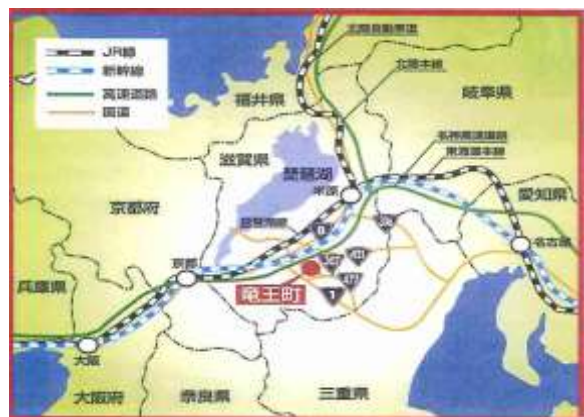 JR線
新幹線
高速道路
国道
北陸自動車道
北陸本線
福井県
岐阜県
滋賀県
名神高速道路
東海道本線
琵琶湖
米原
愛知県
京都府
8
名古屋
京都
477
竜王町
1
兵庫県
大阪
大阪府
奈良県
三重県